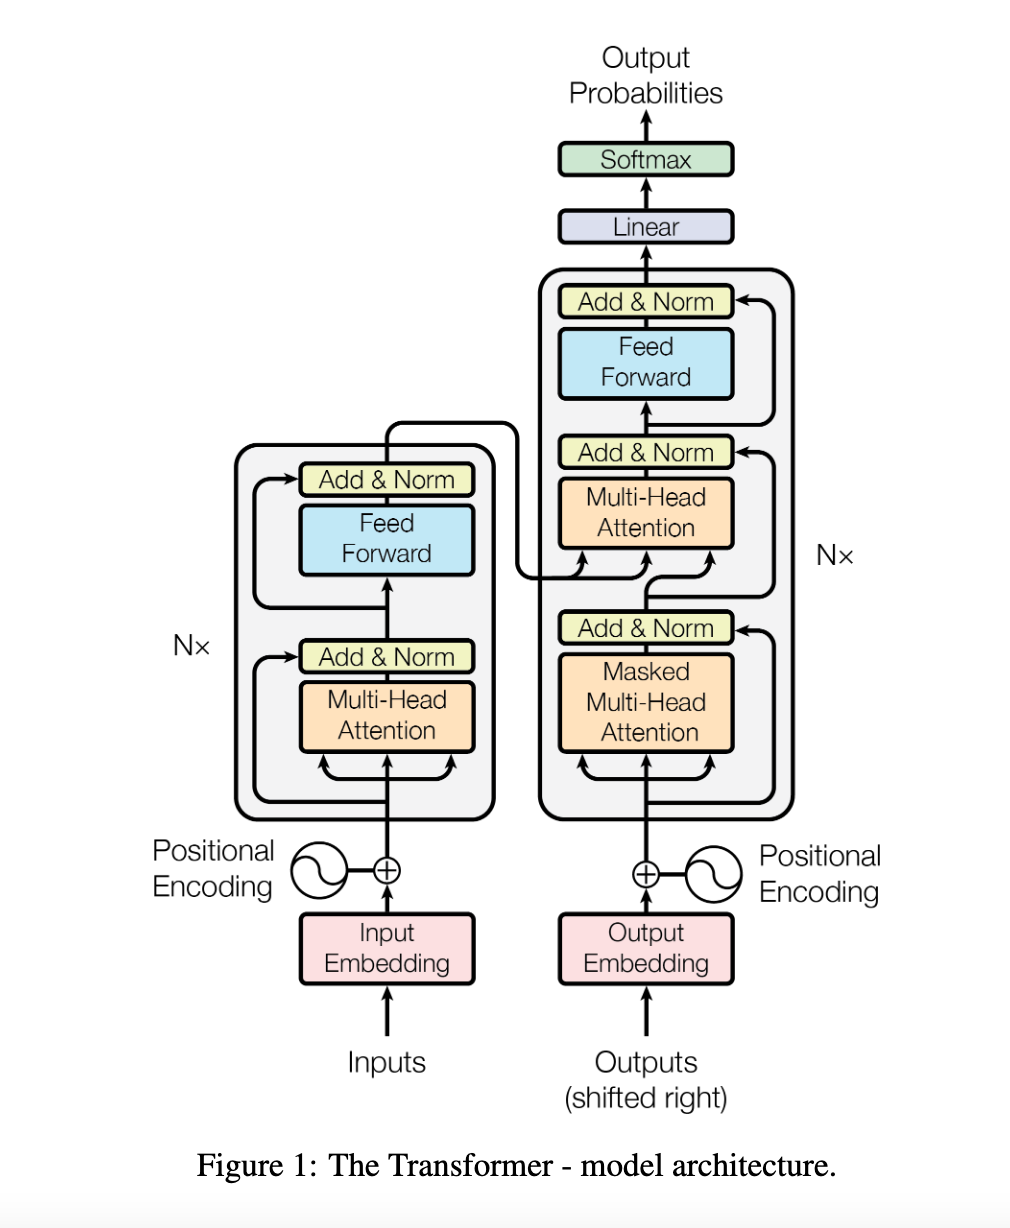 Output
Probabilities
Softmax
Linear
Add & Norm
Feed
Forward
Add & Norm
Multi-Head
Attention
Nx
Add & Norm
Masked
Multi-Head
Attention
Add & Norm
Feed
Forward
Nx
Add & Norm
Multi-Head
Attention
Positional
Encoding
Positional
Encoding
Input
Embedding
Output
Embedding
Inputs
Outputs
(shifted right)
Figure 1: The Transformer - model architecture.